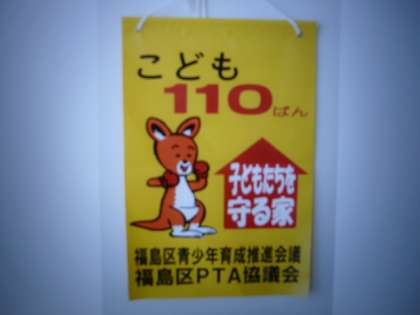 こども
110ばん
子どもたちを
守る家
福島区青少年育成推進会議
福島区PTA協議会